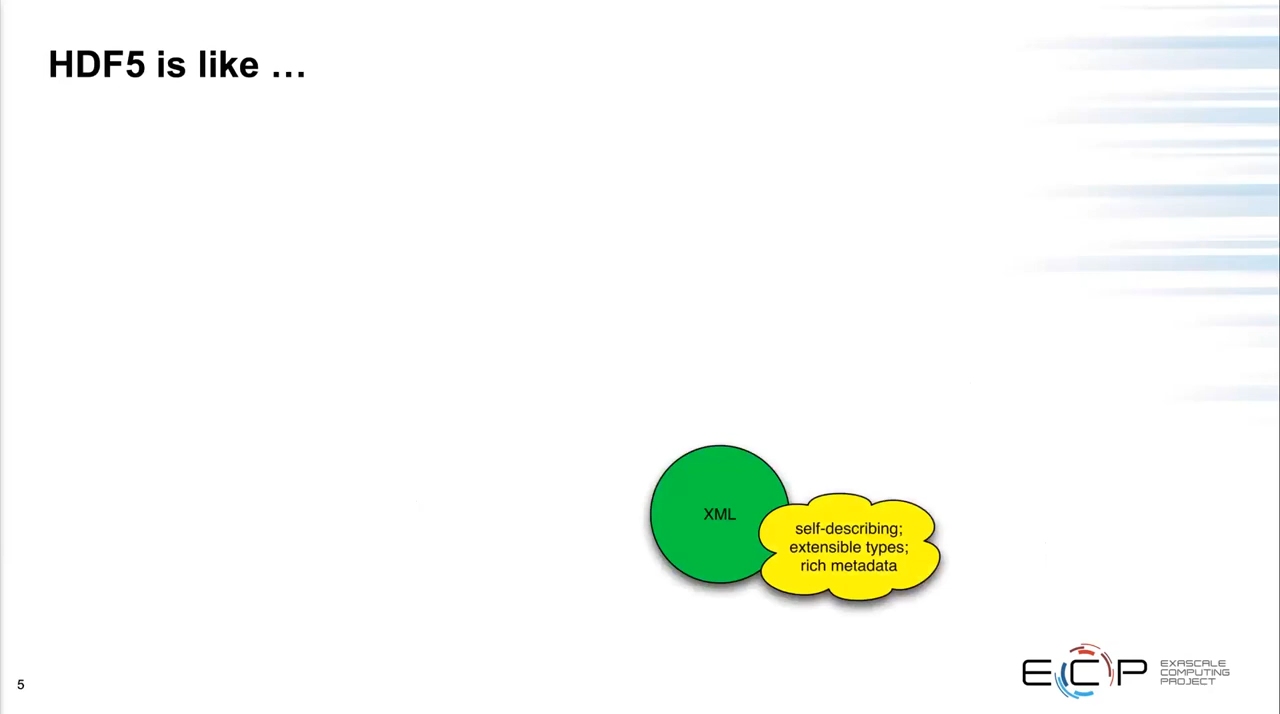 HDF5 is like …
XML
self-describing;
extensible types;
rich metadata
5
ECP
EXASCALE
COMPUTING
PROJECT